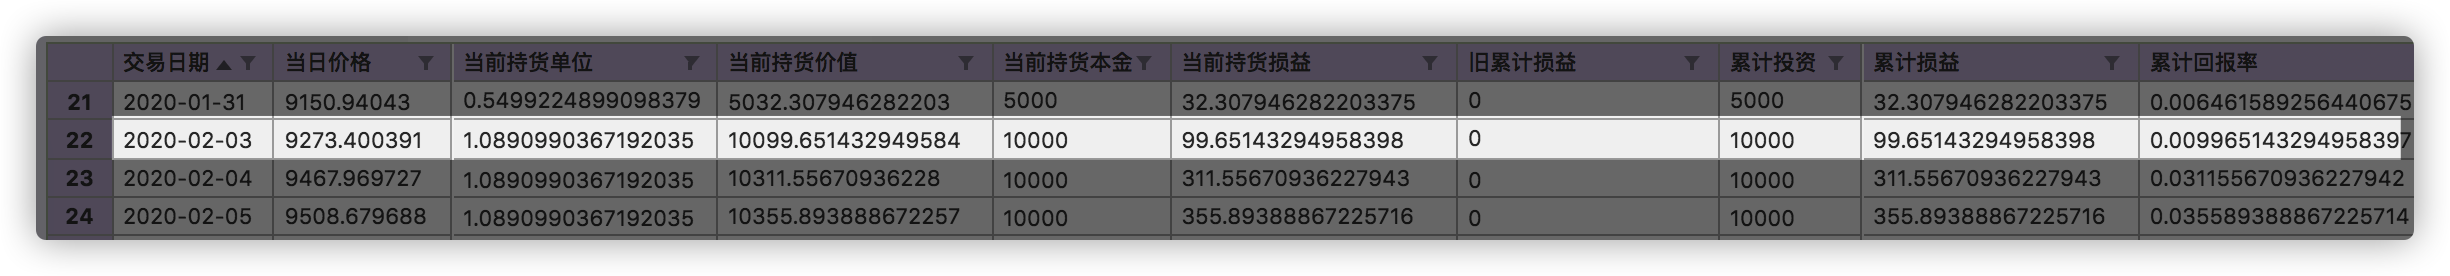 交易日期 当日价格 当前持货单位 当前持货价值 当前持货本金 当前持货损益 旧累计损益 累计投资 累计损益 累计回报率
21 2020-01-31 9150.94043 0.5499224899098379 5032.307946282203 5000 32.307946282203375 0 5000 32.307946282203375 0.006461589256440675
22 2020-02-03 9273.400391 1.0890990367192035 10099.651432949584 10000 99.65143294958398 0 10000 99.65143294958398 0.009965143294958397
23 2020-02-04 9467.969727 1.0890990367192035 10311.55670936228 10000 311.55670936227943 0 10000 311.55670936227943 0.031155670936227942
24 2020-02-05 9508.679688 1.0890990367192035 10355.893888672257 10000 355.89388867225716 0 10000 355.89388867225716 0.035589388867225714